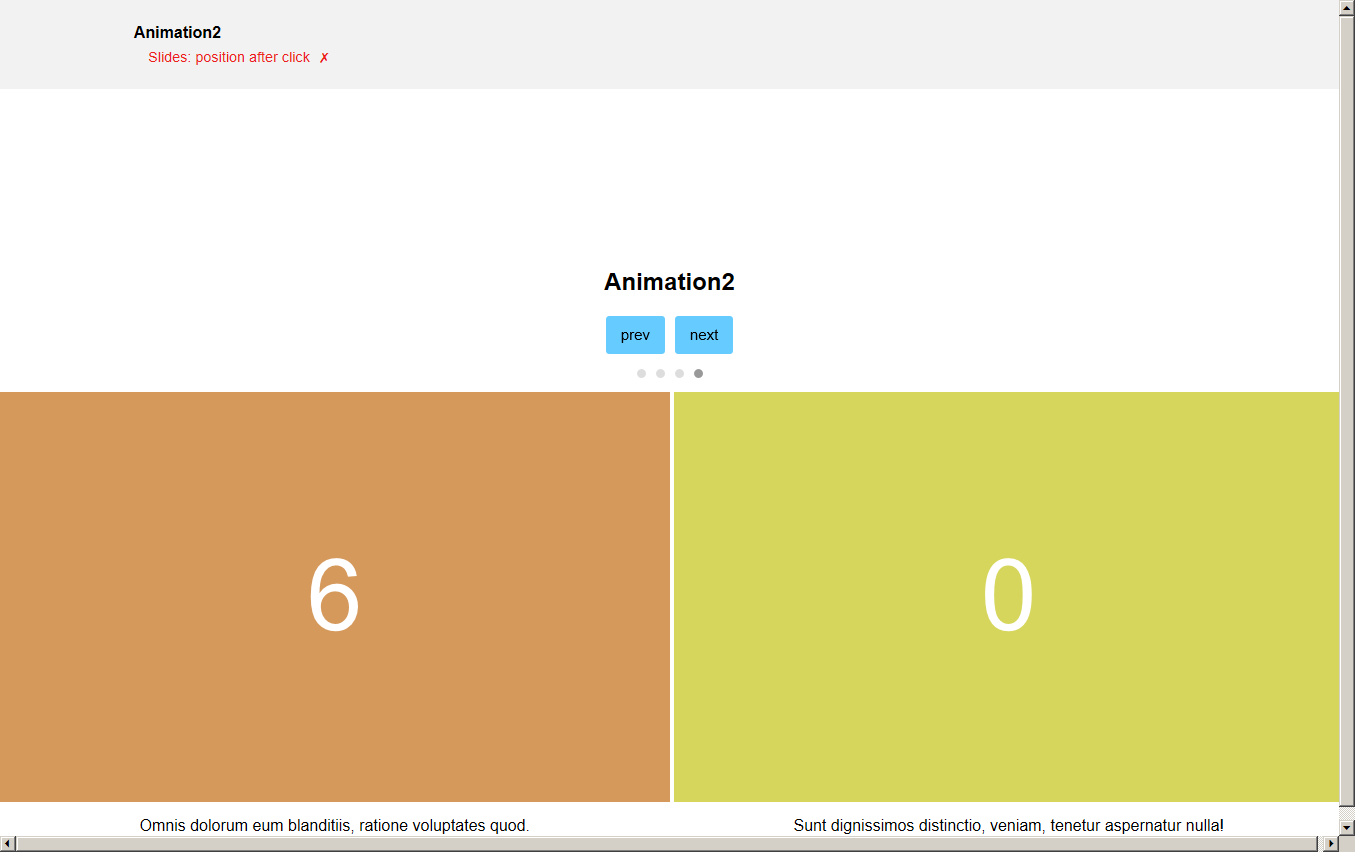 Animation2
Slides: position after click ✗
Animation2
prev next
6 0
Omnis dolorum eum blanditiis, ratione voluptates quod. Sunt dignissimos distinctio, veniam, tenetur aspernatur nulla!